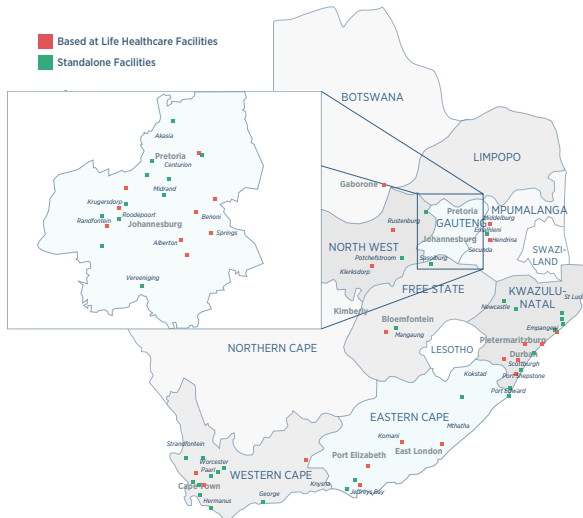 Based at Life Healthcare Facilities
Standalone Facilities
BOTSWANA
Akasia
Pretoria
Centurion
LIMPOPO
Midrand
Gaborone
Krugersdorp
Roodepoort
Randfontein
Johannesburg
Benoni
Springs
Alberton
Vereeniging
Pretoria
MPUMALANGA
Rustenburg
GAUTENG
Middelburg
Emalahleni
Johannesburg
Hendrina
NORTH WEST
Secunda
SWAZI-
LAND
Potchefstroom
Sasolburg
Klerksdorp
FREE STATE
KWAZULU-
NATAL
St Luci
Newcastle
Kimberly
Bloemfontein
Mangaung
Empangeni
Pietermaritzburg
NORTHERN CAPE
LESOTHO
Durban
Scottburgh
Kokstad
Port Shepstone
Port Edward
EASTERN CAPE
Mthatha
Komani
Strandfontein
East London
Port Elizabeth
Worcester
Paarl
WESTERN CAPE
Cape Town
Knysna
Jeffreys Bay
George
Hermanus